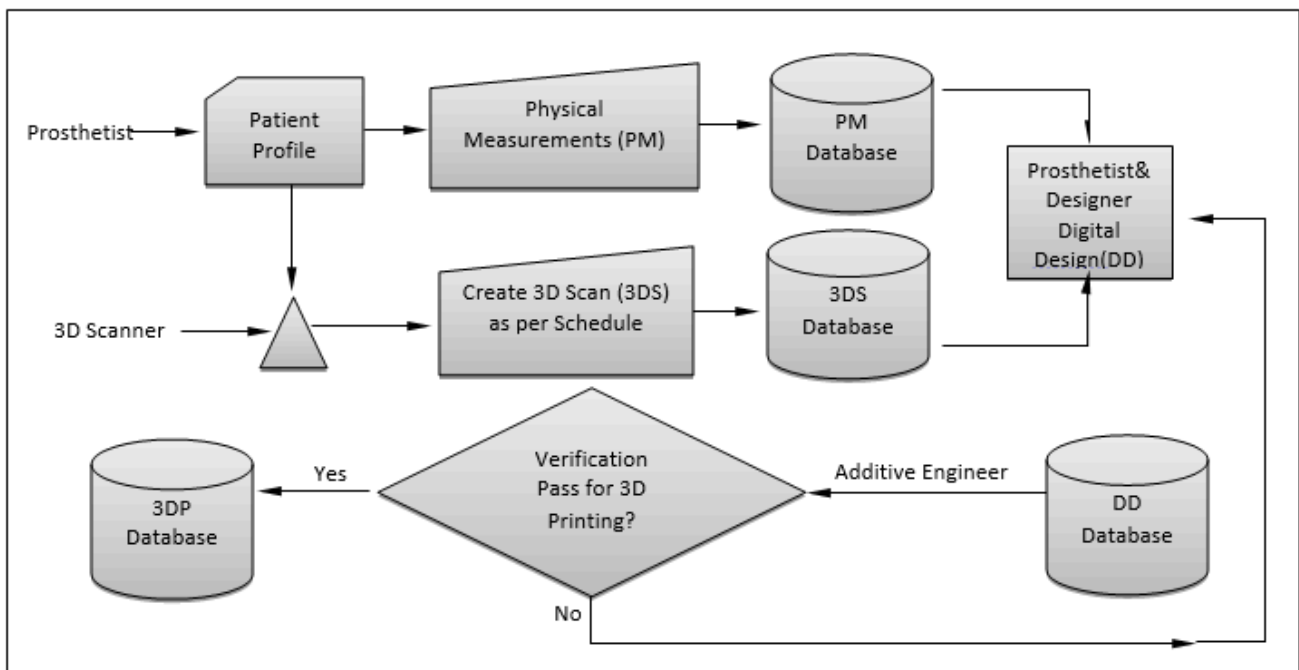 Prosthetist
Patient
Profile
Physical
Measurements (PM)
PM
Database
Prosthetist&
Designer
Digital
Design(DD)
3D Scanner
Create 3D Scan (3DS)
as per Schedule
3DS
Database
3DP
Database
Yes
Verification
Pass for 3D
Printing?
Additive Engineer
DD
Database
No